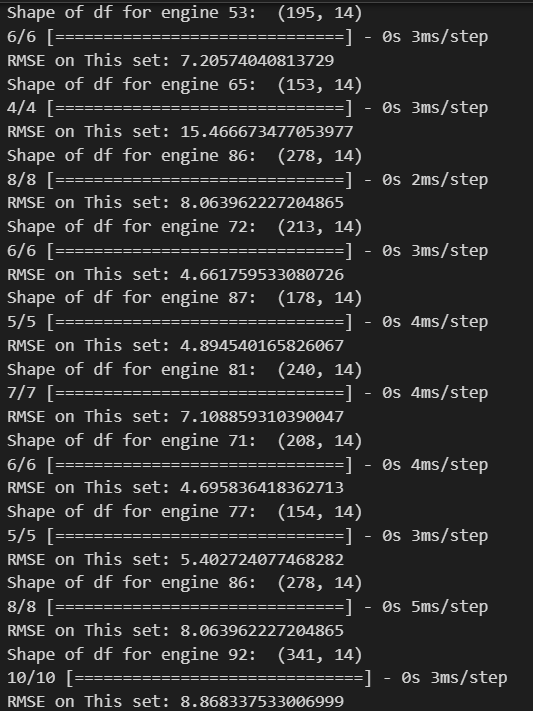 Shape of df for engine 53:  (195, 14)
6/6 [==============================] - 0s 3ms/step
RMSE on This set: 7.20574040813729
Shape of df for engine 65:  (153, 14)
4/4 [==============================] - 0s 3ms/step
RMSE on This set: 15.466673477053977
Shape of df for engine 86:  (278, 14)
8/8 [==============================] - 0s 2ms/step
RMSE on This set: 8.063962227204865
Shape of df for engine 72:  (213, 14)
6/6 [==============================] - 0s 3ms/step
RMSE on This set: 4.661759533080726
Shape of df for engine 87:  (178, 14)
5/5 [==============================] - 0s 4ms/step
RMSE on This set: 4.894540165826067
Shape of df for engine 81:  (240, 14)
7/7 [==============================] - 0s 4ms/step
RMSE on This set: 7.108859310390047
Shape of df for engine 71:  (208, 14)
6/6 [==============================] - 0s 4ms/step
RMSE on This set: 4.695836418362713
Shape of df for engine 77:  (154, 14)
5/5 [==============================] - 0s 3ms/step
RMSE on This set: 5.402724077468282
Shape of df for engine 86:  (278, 14)
8/8 [==============================] - 0s 5ms/step
RMSE on This set: 8.063962227204865
Shape of df for engine 92:  (341, 14)
10/10 [==============================] - 0s 3ms/step
RMSE on This set: 8.868337533006999